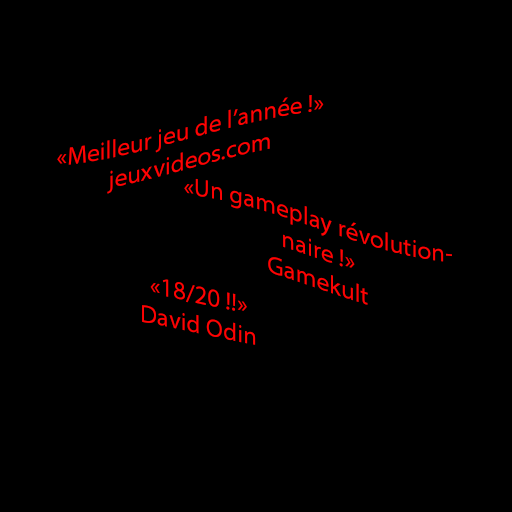 «Meilleur jeu de l’année !»
jeuxvideos.com
«Un gameplay révolution-
naire !»
Gamekult
«18/20 !!»
David Odin